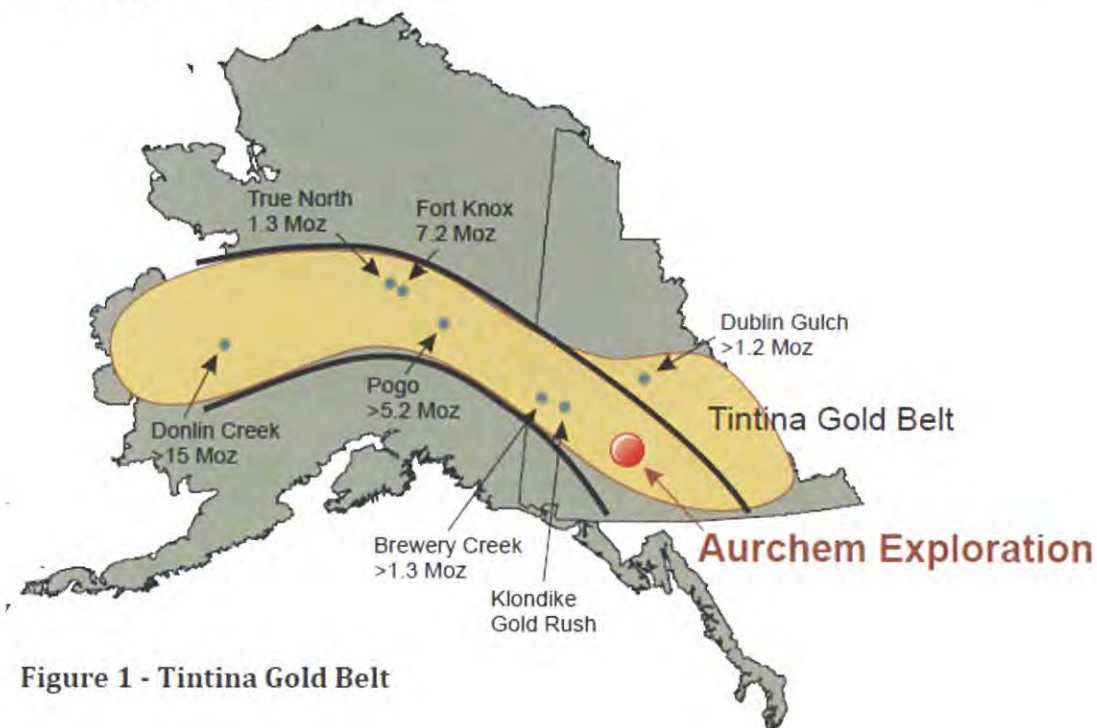 True North
1.3 Moz
Fort Knox
7.2 Moz
Dublin Gulch
>1.2 Moz
Pogo
>5.2 Moz
Tintina Gold Belt
Donlin Creek
>15 Moz
Aurchem Exploration
Brewery Creek
>1.3 Moz
Klondike
Gold Rush
Figure 1 - Tintina Gold Belt